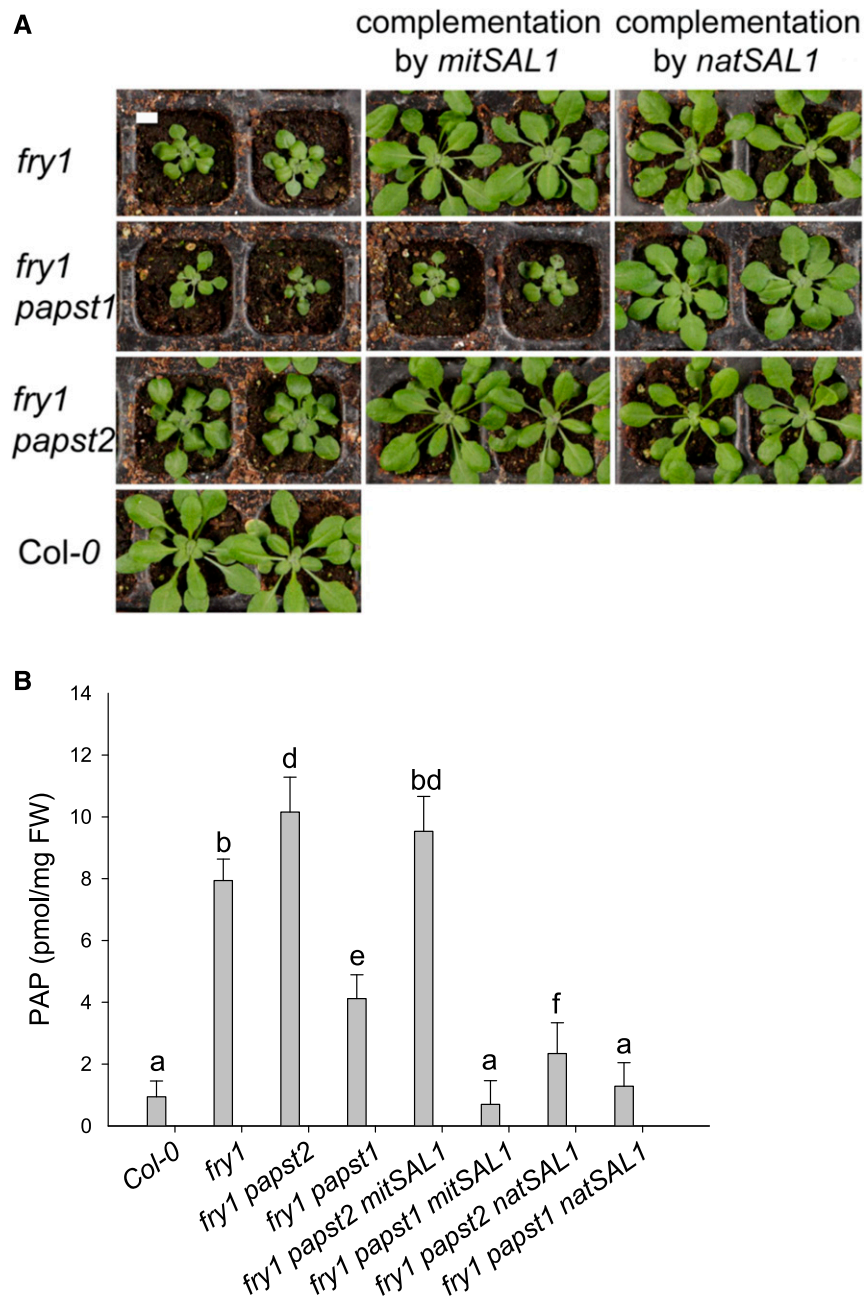 A
complementation complementation
by mitSAL1 by natSAL1
fry1
fry1
papst1
fry1
papst2
Col-0
B
14
12
10
8
6
4
2
0
PAP (pmol/mg FW)
a
b
d
e
bd
a
f
a
Col-0
fry1
fry1 papst2
fry1 papst1
fry1 papst2 mitSAL1
fry1 papst1 mitSAL1
fry1 papst2 natSAL1
fry1 papst1 natSAL1